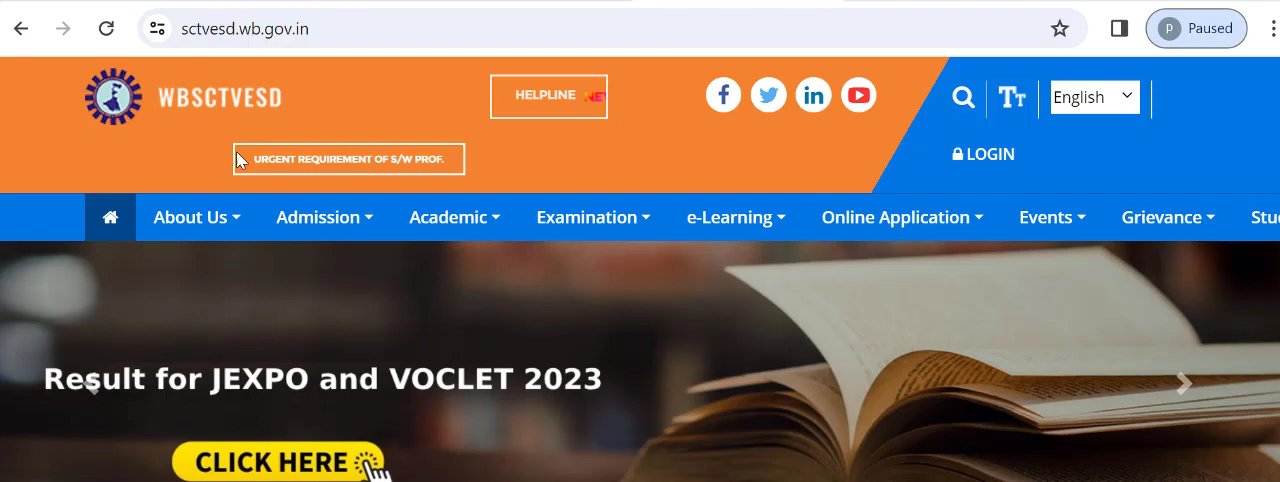 sctvesd.wb.gov.in
p Paused
WBSCTVESD
HELPLINE
English
URGENT REQUIREMENT OF S/W PROF.
LOGIN
About Us Admission Academic Examination e-Learning Online Application Events Grievance Stu
Result for JEXPO and VOCLET 2023
CLICK HERE